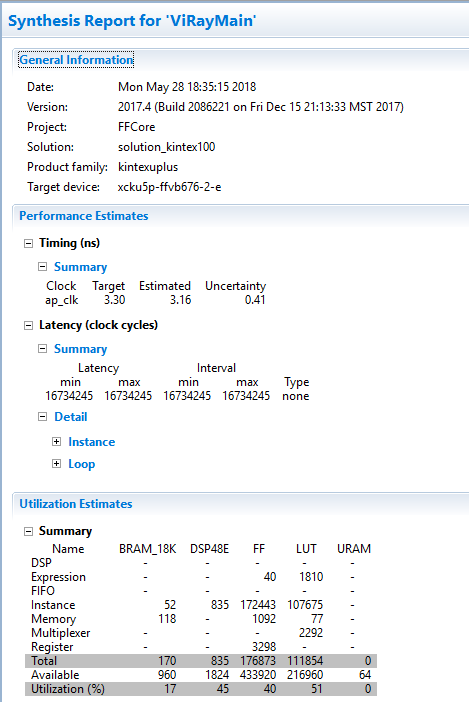 Synthesis Report for 'ViRayMain'
General Information
Date: Mon May 28 18:35:15 2018
Version: 2017.4 (Build 2086221 on Fri Dec 15 21:13:33 MST 2017)
Project: FFCore
Solution: solution_kintex100
Product family: kintexuplus
Target device: xcku5p-ffvb676-2-e
Performance Estimates
Timing (ns)
Summary
Clock Target Estimated Uncertainty
ap_clk 3.30 3.16 0.41
Latency (clock cycles)
Summary
Latency Interval
min max min max Type
16734245 16734245 16734245 16734245 none
Detail
Instance
Loop
Utilization Estimates
Summary
Name BRAM_18K DSP48E FF LUT URAM
DSP - - - - -
Expression - - 40 1810 -
FIFO - - - - -
Instance 52 835 172443 107675 -
Memory 118 - 1092 77 -
Multiplexer - - - 2292 -
Register - - 3298 - -
Total 170 835 176873 111854 0
Available 960 1824 433920 216960 64
Utilization (%) 17 45 40 51 0